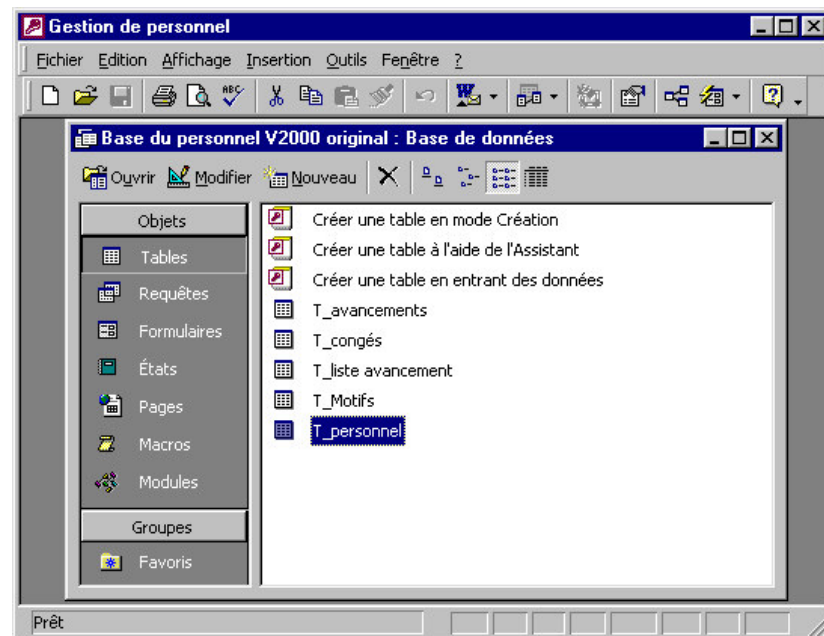 Gestion de personnel
Fichier Edition Affichage Insertion Outils Fenêtre ?
ABC
W
Base du personnel V2000 original : Base de données
Ouvrir Modifier Nouveau
Objets
Tables
Requêtes
Formulaires
États
Pages
Macros
Modules
Groupes
Favoris
Créer une table en mode Création
Créer une table à l'aide de l'Assistant
Créer une table en entrant des données
T_avancements
T_congés
T_liste avancement
T_Motifs
T_personnel
Prêt